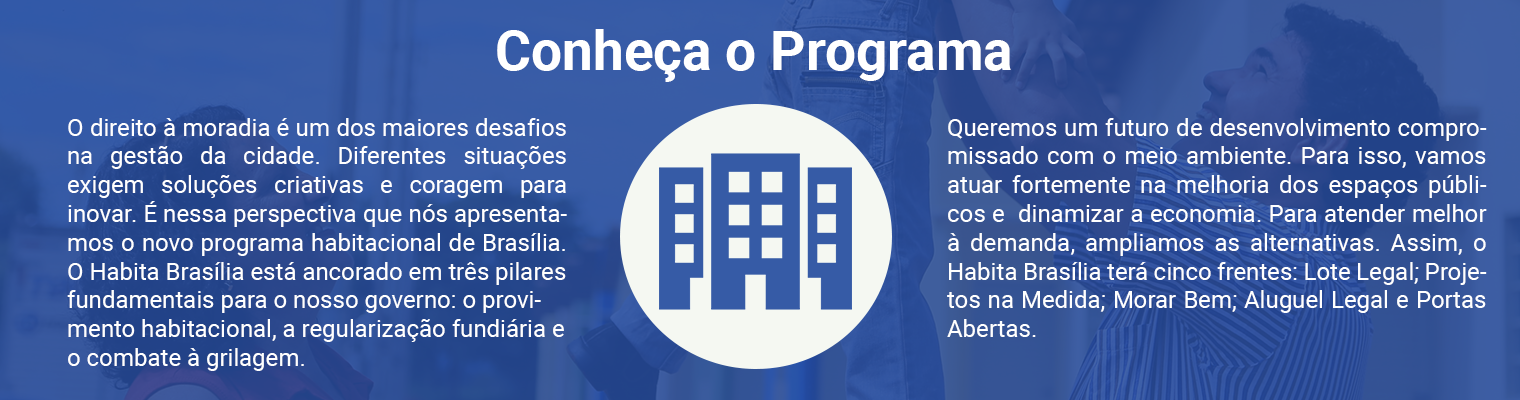 Conheça o Programa
O direito à moradia é um dos maiores desafios
na gestão da cidade. Diferentes situações
exigem soluções criativas e coragem para
inovar. É nessa perspectiva que nós apresenta-
mos o novo programa habitacional de Brasília.
O Habita Brasília está ancorado em três pilares
fundamentais para o nosso governo: o provi-
mento habitacional, a regularização fundiária e
o combate à grilagem.
Queremos um futuro de desenvolvimento compro-
missado com o meio ambiente. Para isso, vamos
atuar fortemente na melhoria dos espaços públi-
cos e  dinamizar a economia. Para atender melhor
à demanda, ampliamos as alternativas. Assim, o
Habita Brasília terá cinco frentes: Lote Legal; Proje-
tos na Medida; Morar Bem; Aluguel Legal e Portas
Abertas.